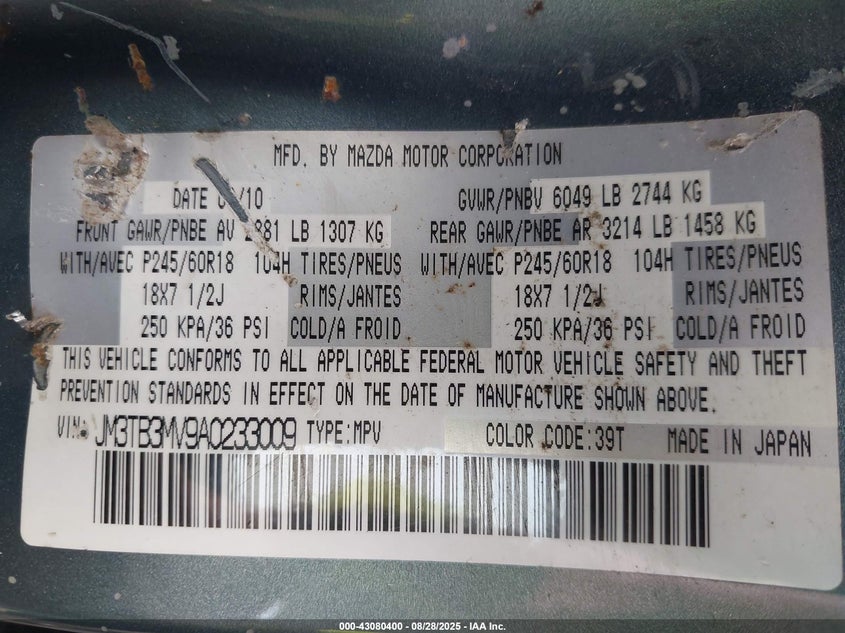 MFD. BY MAZDA MOTOR CORPORATION
DATE /10 GVWR/PNBV 6049 LB 2744 KG
FRONT GAWR/PNBE AV 2881 LB 1307 KG REAR GAWR/PNBE AR 3214 LB 1458 KG
WITH/AVEC P245/60R18 104H TIRES/PNEUS WITH/AVEC P245/60R18 104H TIRES/PNEUS
18X7 1/2J RIMS/JANTES 18X7 1/2J RIMS/JANTES
250 KPA/36 PSI COLD/A FROID 250 KPA/36 PSI COLD/A FROID
THIS VEHICLE CONFORMS TO ALL APPLICABLE FEDERAL MOTOR VEHICLE SAFETY AND THEFT
PREVENTION STANDARDS IN EFFECT ON THE DATE OF MANUFACTURE SHOWN ABOVE.
VIN: JM3TB3MV9A0233009 TYPE:MPV COLOR CODE:39T MADE IN JAPAN
000-43080400 - 08/28/2025 - IAA Inc.